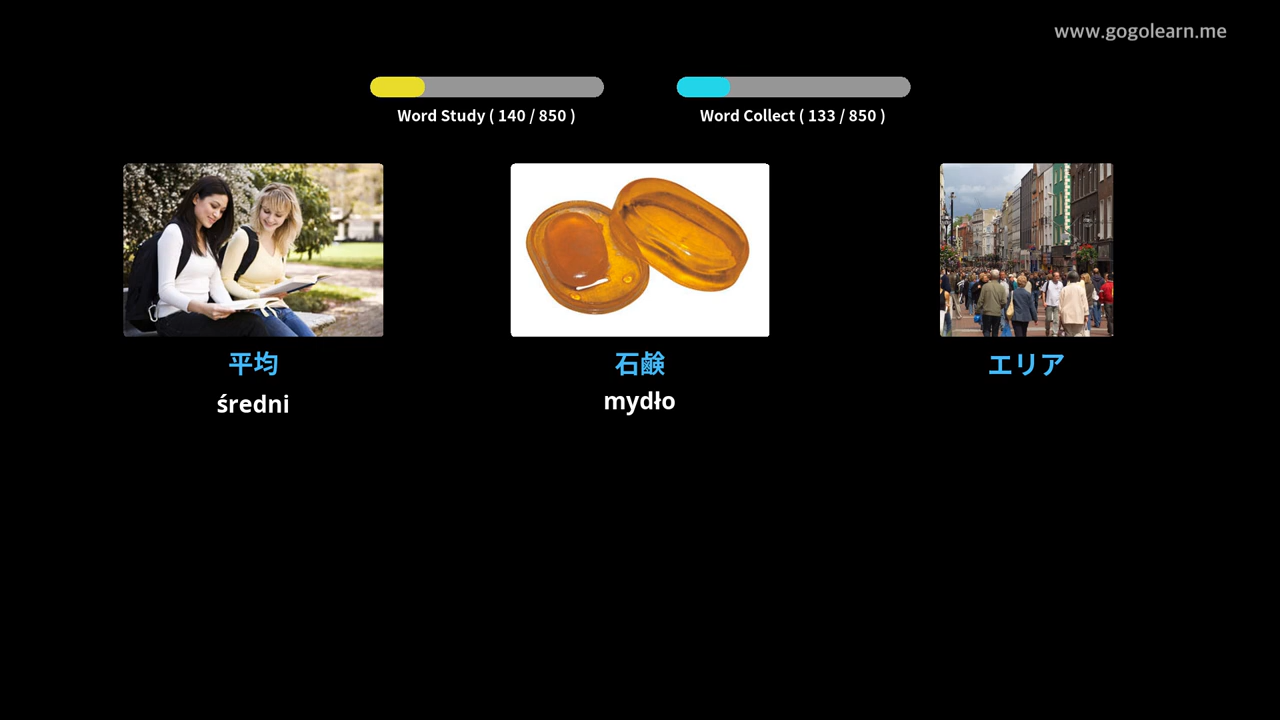 www.gogolearn.me
Word Study ( 140 / 850 )
Word Collect ( 133 / 850 )
平均
średni
石鹸
mydło
エリア